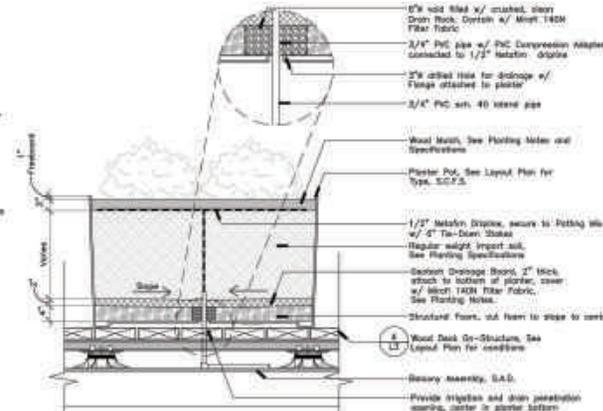 6"# void filled w/ crushed, clean
Drain Rock. Contain w/ Mirafi 140N
Filter Fabric
3/4" PVC pipe w/ PVC Compression Adapter
connected to 1/2" Netafim dripline
3"# drilled Hole for drainage w/
Flange attached to planter
3/4" PVC sch. 40 lateral pipe
Wood Mulch, See Planting Notes and
Specifications
Planter Pot, See Layout Plan for
Type, S.C.F.S.
1/2" Netafim Dripline, secure to Potting Mix
w/ 6" Tie-Down Stakes
Regular weight import soil,
See Planting Specifications
Geotech Drainage Board, 2" thick,
attach to bottom of planter, cover
w/ Mirafi 140N Filter Fabric,
See Planting Notes.
Structural Foam, cut foam to slope to cent
Wood Deck On-Structure, See
Layout Plan for conditions
Balcony Assembly, S.A.D.
Provide irrigation and drain penetration
opening, center in planter bottom
1"
Freeboard
Varies
Slope